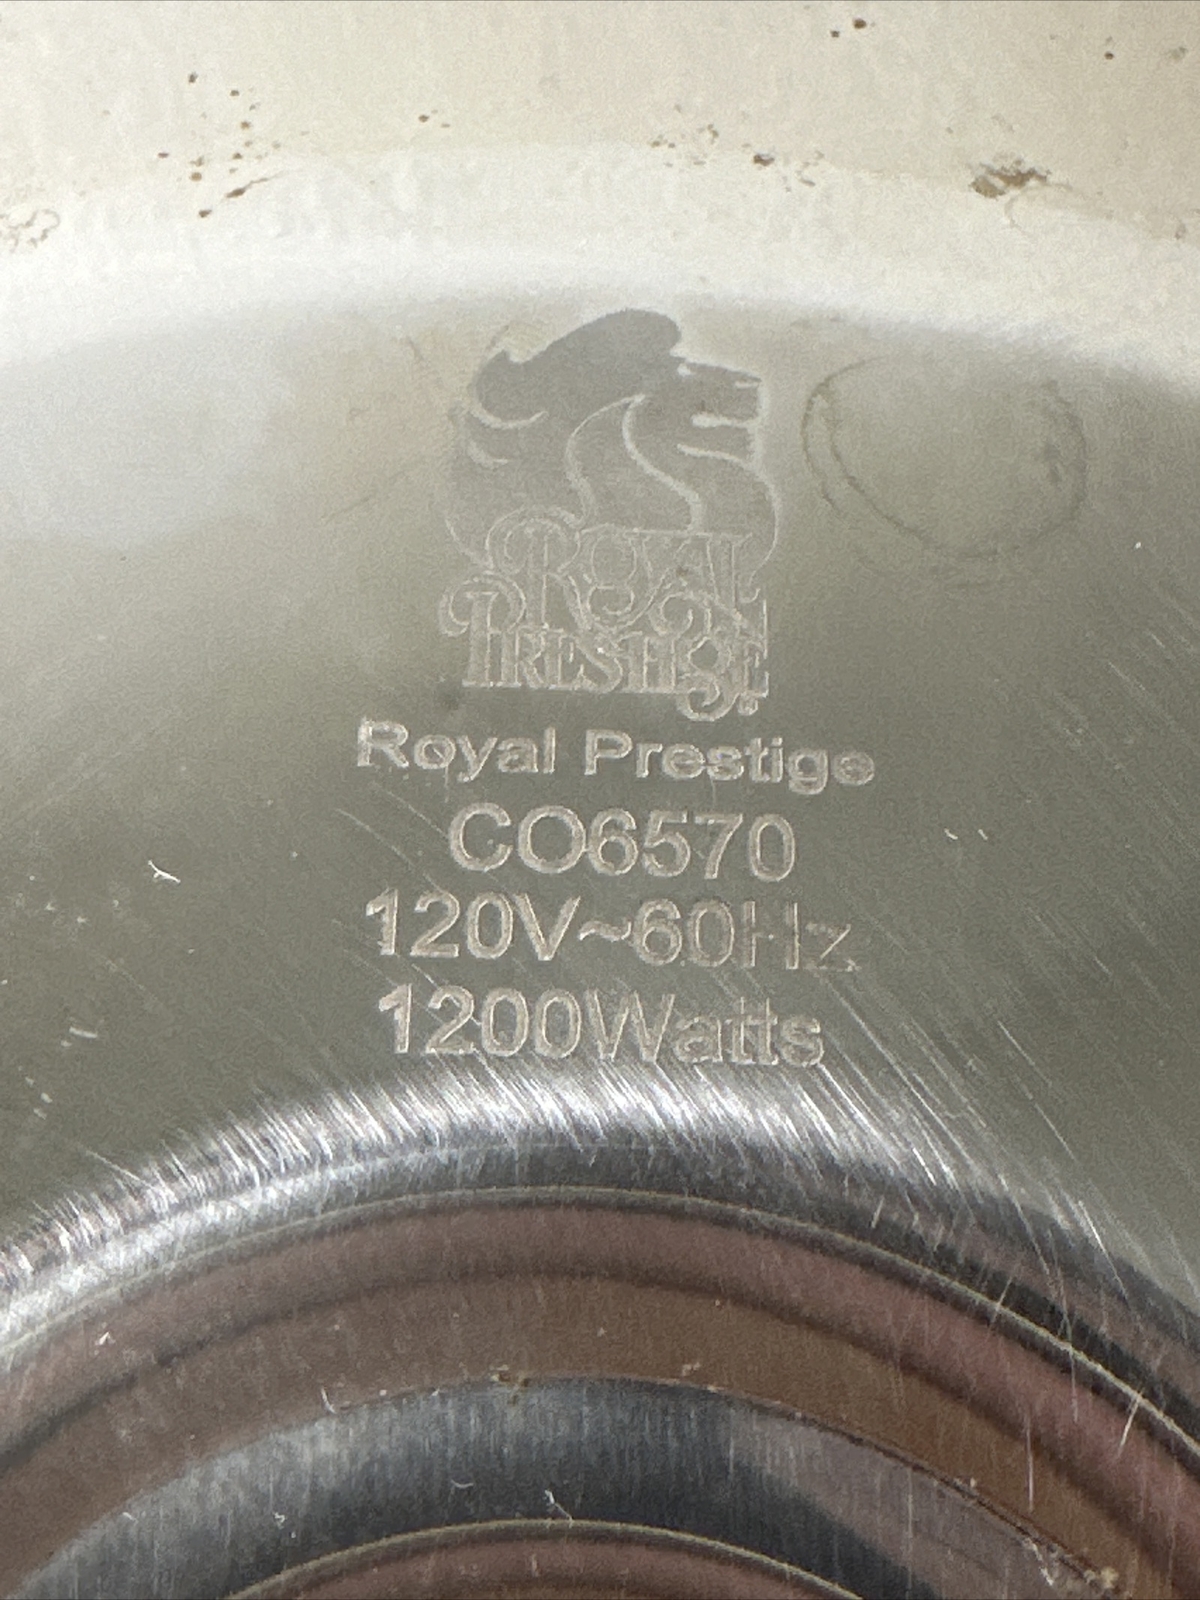 ROYAL
PRESTIGE®
Royal Prestige
CO6570
120V~60Hz
1200Watts